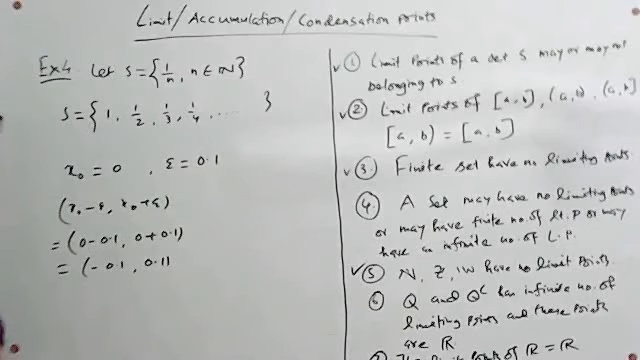 Limit/Accumulation/Condensation points
Ex4 Let S={1/n, n∈N}
S={1, 1/2, 1/3, 1/4, ..... }
x₀ = 0 , ε = 0.1
(x₀-ε, x₀+ε)
= (0-0.1, 0+0.1)
= (-0.1, 0.1)
✓ ① Limit points of a set S may or may not
belonging to S
✓ ② Limit points of [a,b], (a,b), (a,b]
[a,b) = [a,b]
✓ ③ Finite set have no limiting points.
④ A Set may have no limiting points
or may have finite no. of lt.P or may
have an infinite no. of L.P.
✓ ⑤ N, Z, W have no limit points.
⑥ Q and Qᶜ has infinite no. of
limiting points and these points
are R
points of R = R